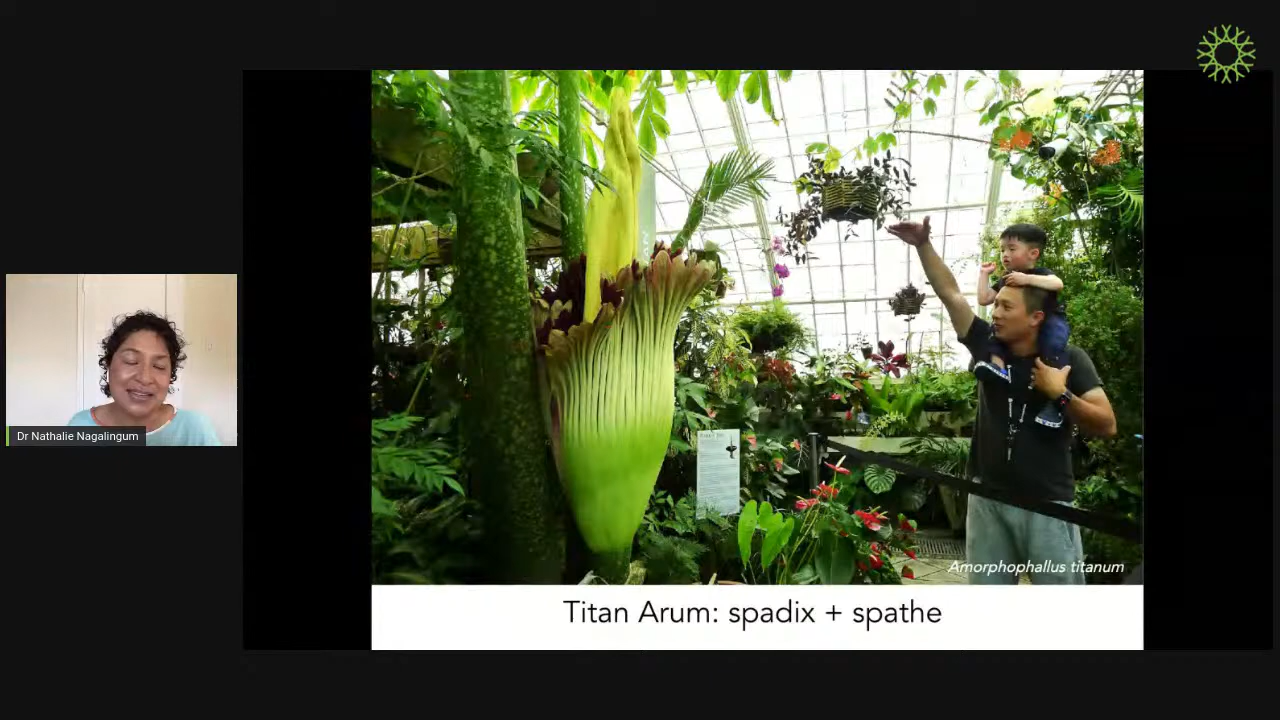 Dr Nathalie Nagalingum
Amorphophallus titanum
Titan Arum: spadix + spathe